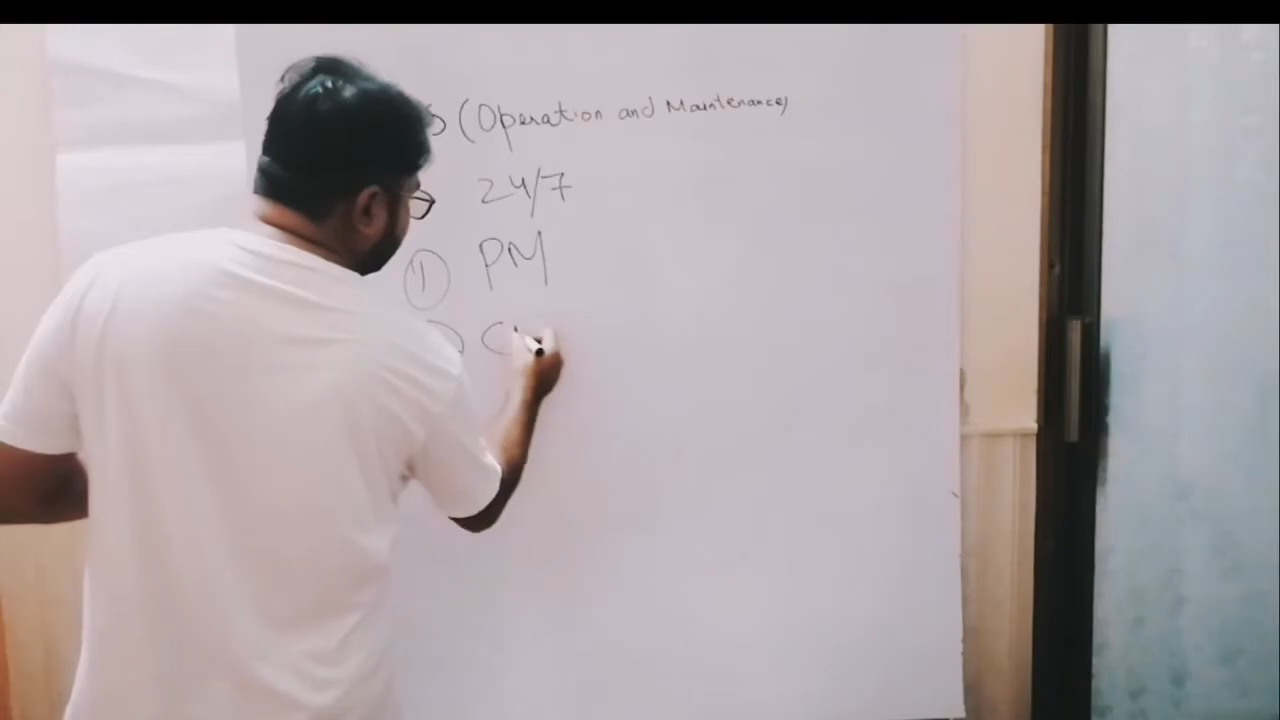 (Operation and Maintenance)
24/7
① PM
C